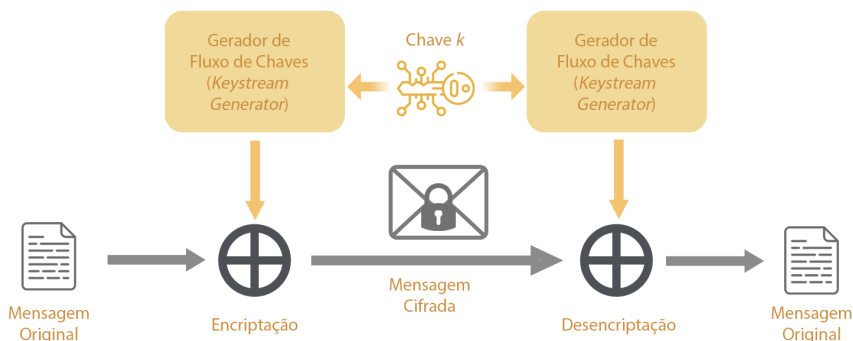 Gerador de
Fluxo de Chaves
(Keystream
Generator)
Chave k
Gerador de
Fluxo de Chaves
(Keystream
Generator)
Mensagem
Original
Encriptação
Mensagem
Cifrada
Desencriptação
Mensagem
Original